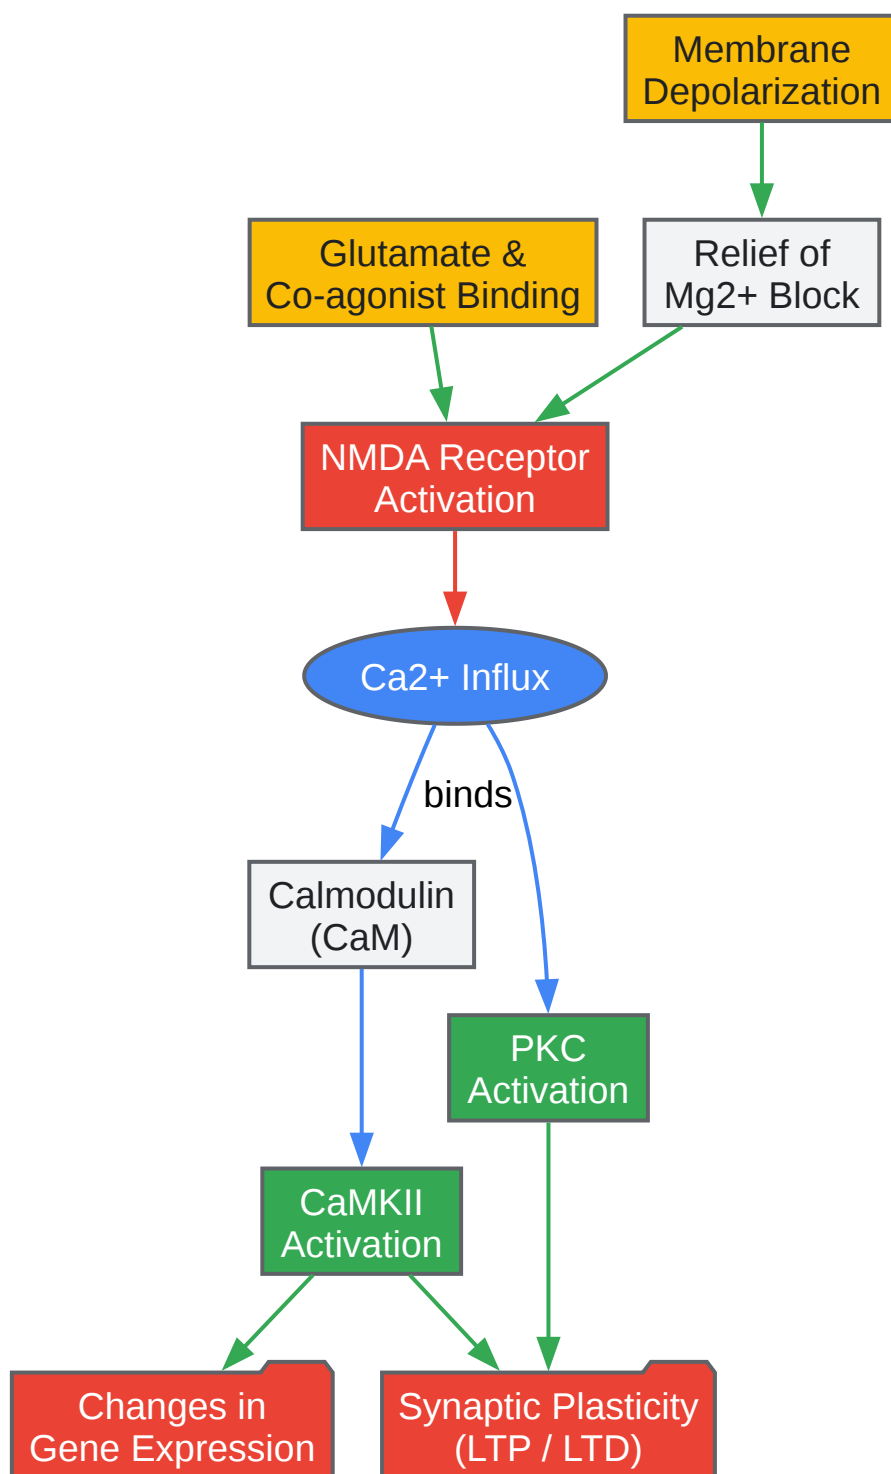 Membrane
Depolarization
Glutamate &
Co-agonist Binding
Relief of
Mg2+ Block
NMDA Receptor
Activation
Ca2+ Influx
binds
Calmodulin
(CaM)
PKC
Activation
CaMKII
Activation
Changes in
Gene Expression
Synaptic Plasticity
(LTP / LTD)